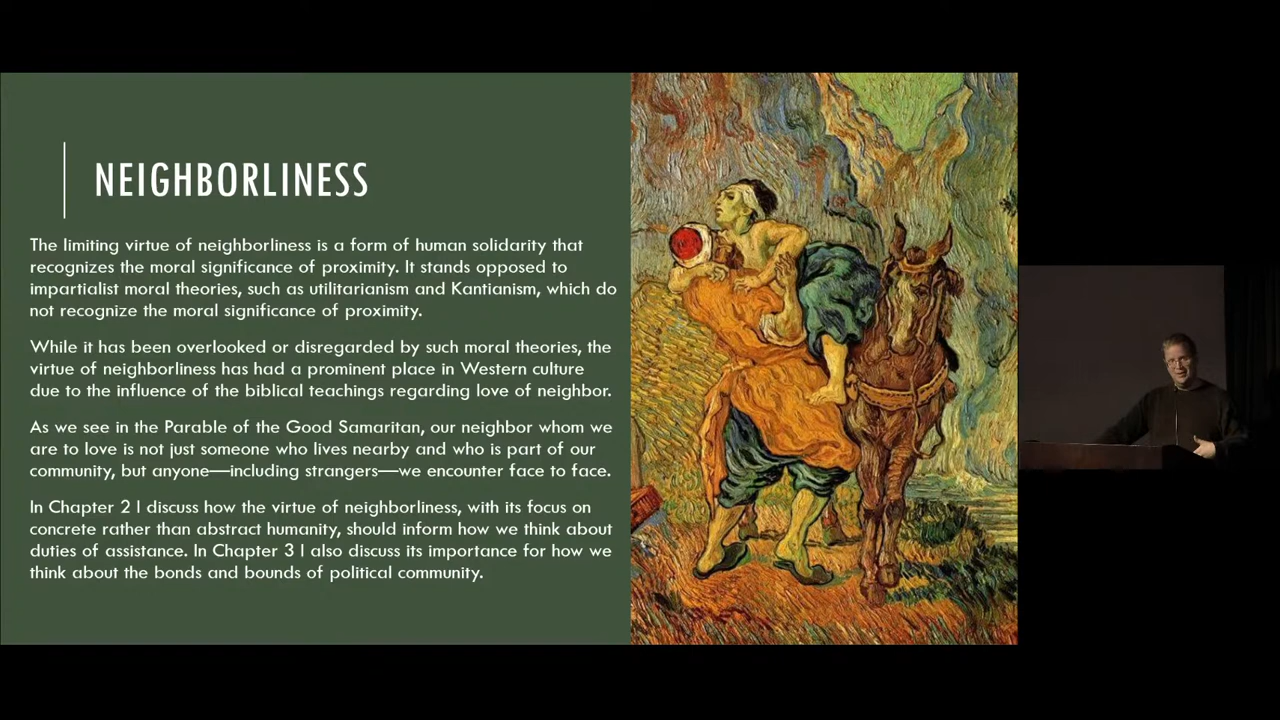 NEIGHBORLINESS
The limiting virtue of neighborliness is a form of human solidarity that
recognizes the moral significance of proximity. It stands opposed to
impartialist moral theories, such as utilitarianism and Kantianism, which do
not recognize the moral significance of proximity.
While it has been overlooked or disregarded by such moral theories, the
virtue of neighborliness has had a prominent place in Western culture
due to the influence of the biblical teachings regarding love of neighbor.
As we see in the Parable of the Good Samaritan, our neighbor whom we
are to love is not just someone who lives nearby and who is part of our
community, but anyone—including strangers—we encounter face to face.
In Chapter 2 I discuss how the virtue of neighborliness, with its focus on
concrete rather than abstract humanity, should inform how we think about
duties of assistance. In Chapter 3 I also discuss its importance for how we
think about the bonds and bounds of political community.